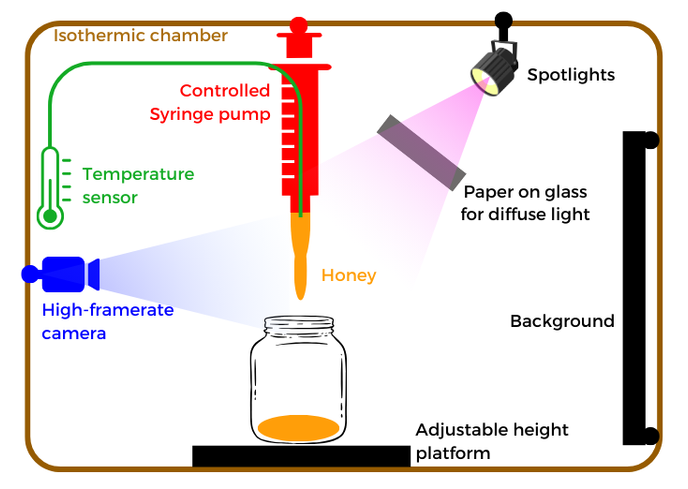 Isothermic chamber
Controlled
Syringe pump
Spotlights
Temperature
sensor
Paper on glass
for diffuse light
Honey
High-framerate
camera
Background
Adjustable height
platform